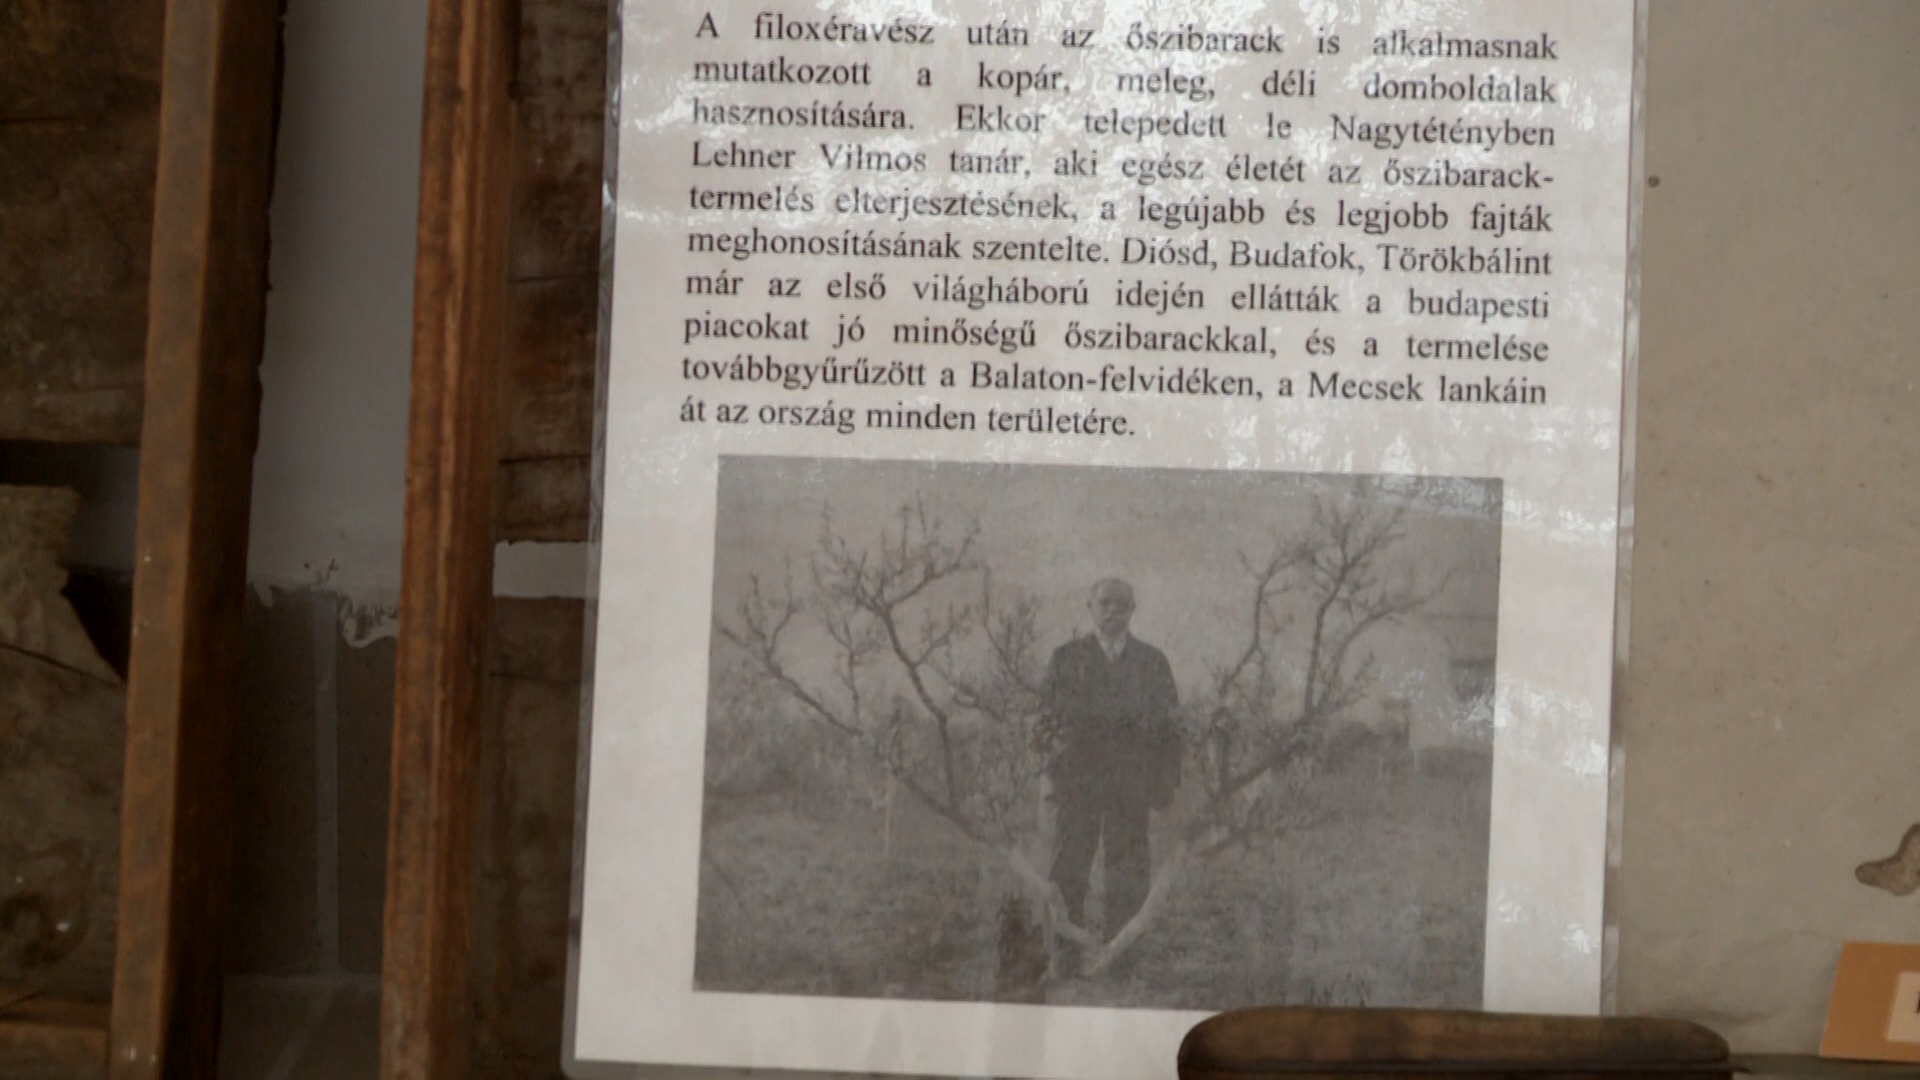 A filoxéravész után az őszibarack is alkalmasnak
mutatkozott a kopár, meleg, déli domboldalak
hasznosítására. Ekkor telepedett le Nagytétényben
Lehner Vilmos tanár, aki egész életét az őszibarack-
termelés elterjesztésének, a legújabb és legjobb fajták
meghonosításának szentelte. Diósd, Budafok, Törökbálint
már az első világháború idején ellátták a budapesti
piacokat jó minőségű őszibarackkal, és a termelése
továbbgyűrűzött a Balaton-felvidéken, a Mecsek lankáin
át az ország minden területére.